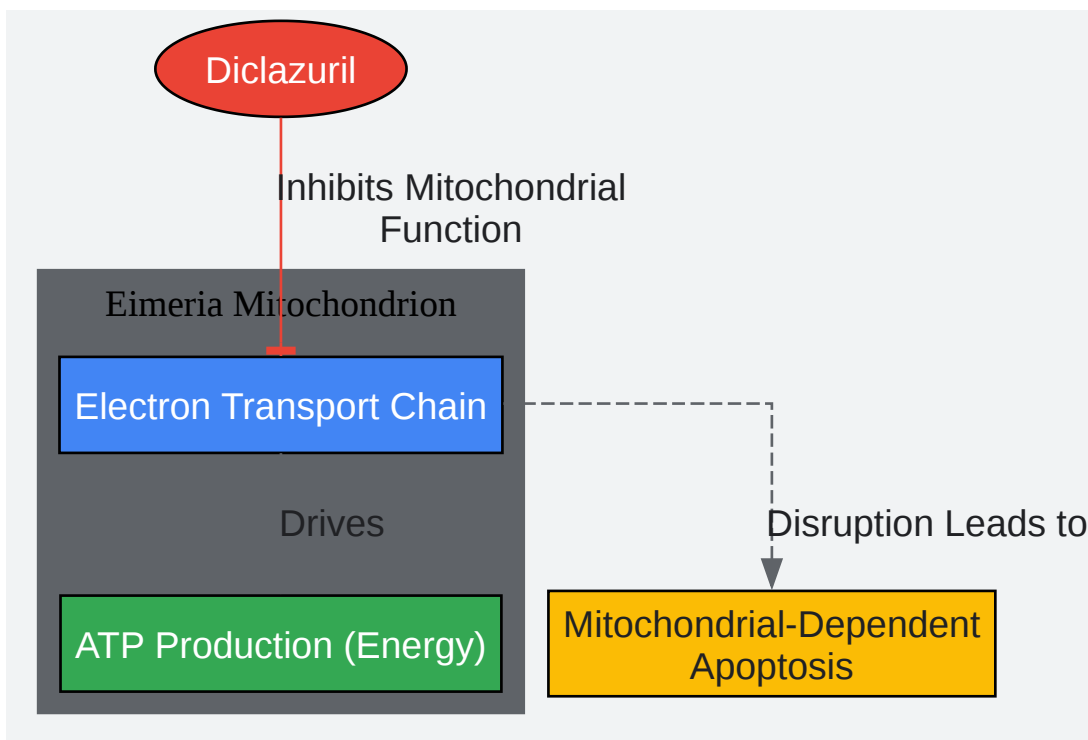 Diclazuril
Inhibits Mitochondrial
Function
Eimeria Mitochondrion
Electron Transport Chain
Drives
Disruption Leads to
ATP Production (Energy)
Mitochondrial-Dependent
Apoptosis